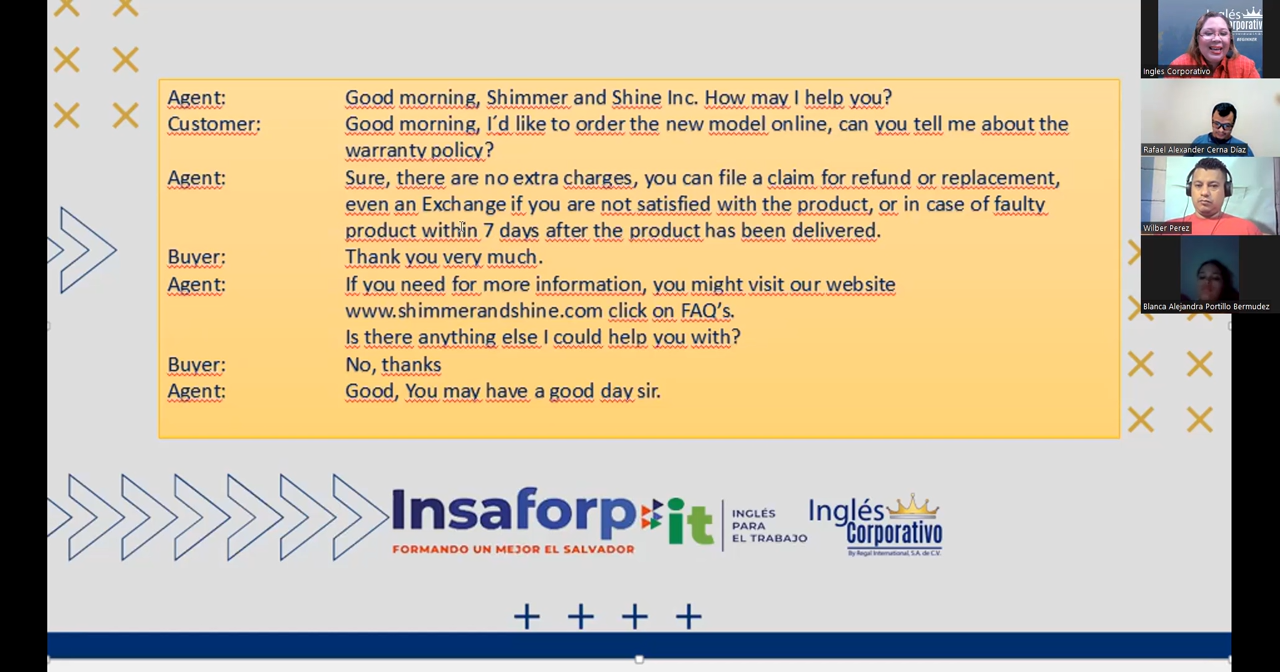 Agent: Good morning, Shimmer and Shine Inc. How may I help you?
Customer: Good morning, I´d like to order the new model online, can you tell me about the
warranty policy?
Agent: Sure, there are no extra charges, you can file a claim for refund or replacement,
even an Exchange if you are not satisfied with the product, or in case of faulty
product within 7 days after the product has been delivered.
Buyer: Thank you very much.
Agent: If you need for more information, you might visit our website
www.shimmerandshine.com click on FAQ’s.
Is there anything else I could help you with?
Buyer: No, thanks
Agent: Good, You may have a good day sir.
Insaforp it
FORMANDO UN MEJOR EL SALVADOR
INGLÉS
PARA
EL TRABAJO
Inglés
Corporativo
By Regal International, S.A. de C.V.
Inglés
Corporativo
BEGINNER
Ingles Corporativo
Rafael Alexander Cerna Díaz
Wilber Perez
Blanca Alejandra Portillo Bermudez